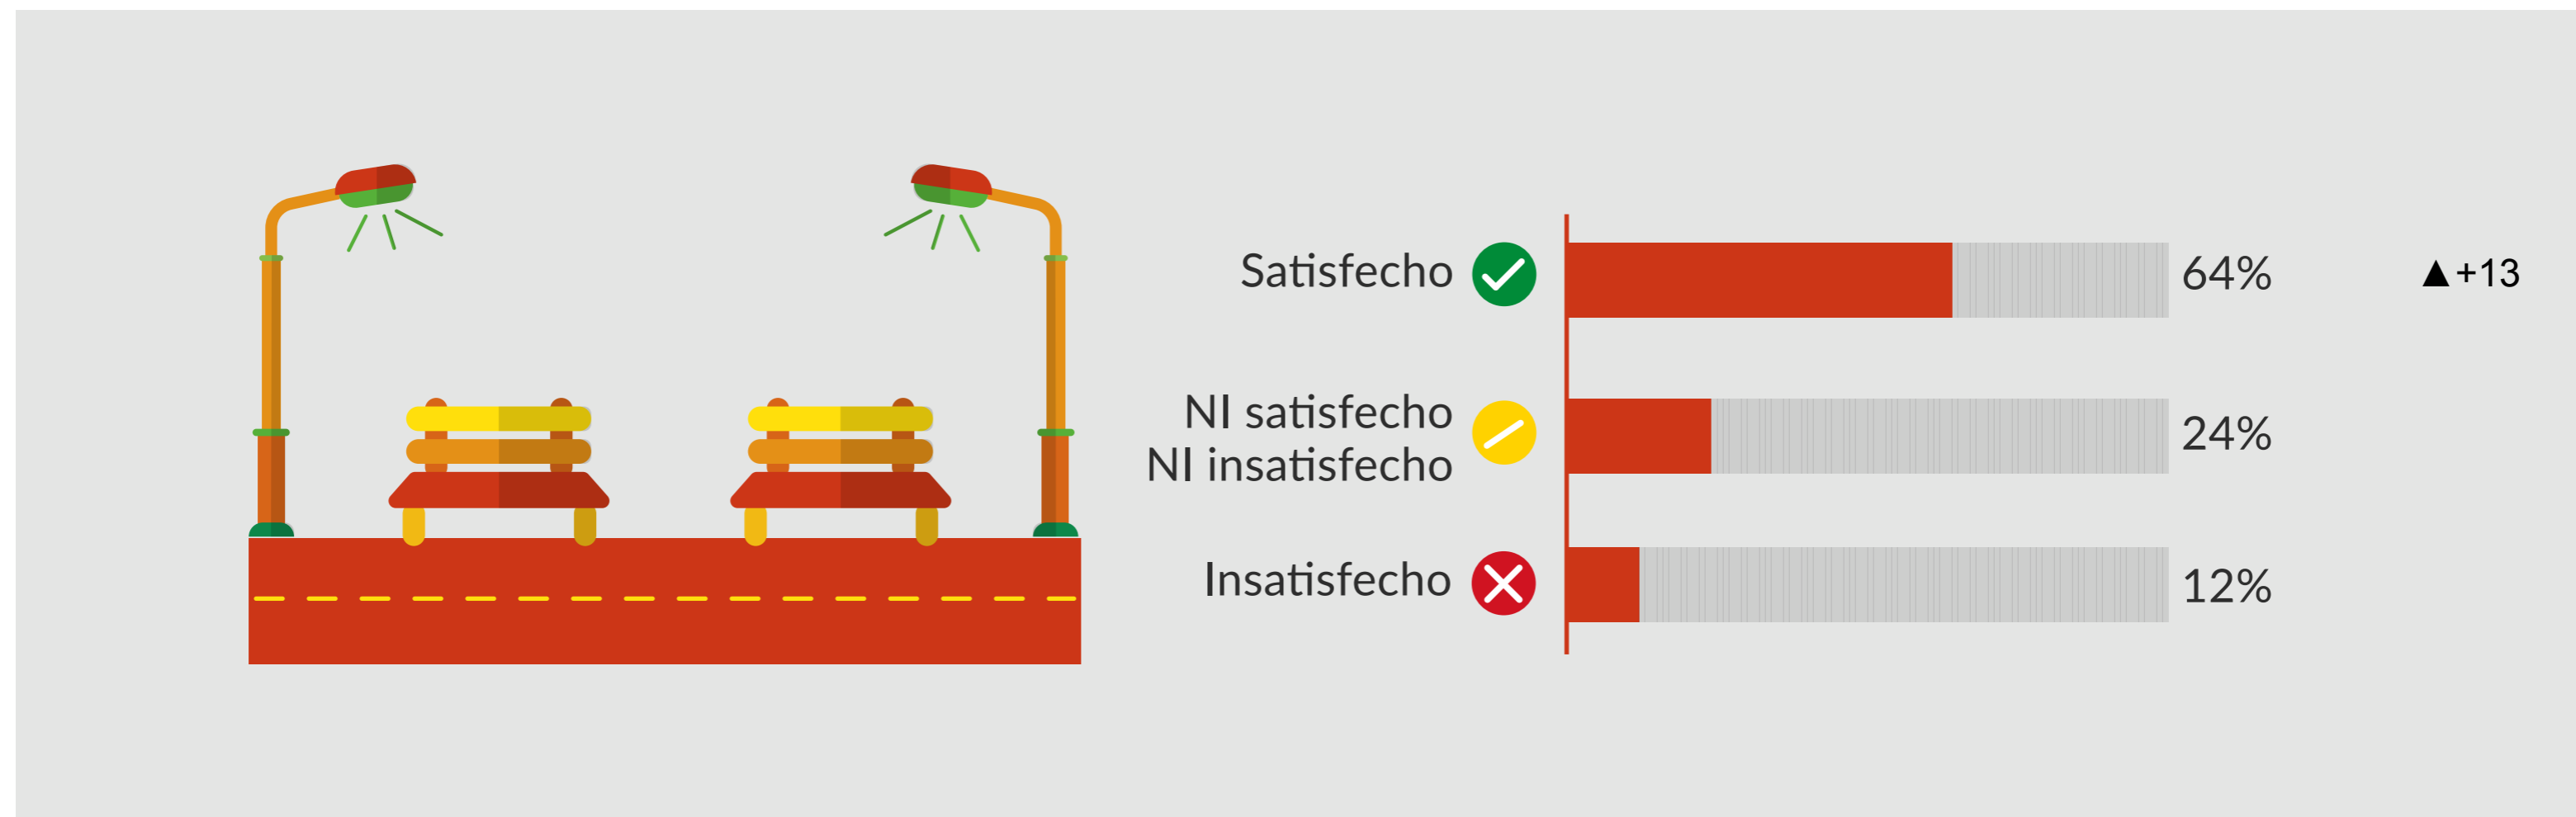 Satisfecho 64% ▲+13
NI satisfecho
NI insatisfecho 24%
Insatisfecho 12%